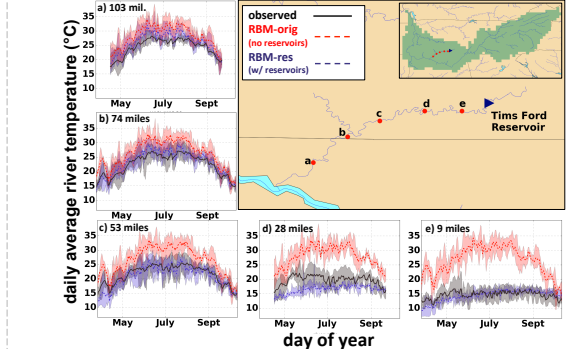 daily average river temperature (°C)
a) 103 mil.
35
30
25
20
15
10
May
July
Sept
b) 74 miles
35
30
25
20
15
10
May
July
Sept
observed
RBM-orig
(no reservoirs)
RBM-res
(w/ reservoirs)
a
b
c
d
e
Tims Ford
Reservoir
c) 53 miles
35
30
25
20
15
10
May
July
Sept
d) 28 miles
35
30
25
20
15
10
May
July
Sept
e) 9 miles
35
30
25
20
15
10
May
July
Sept
day of year